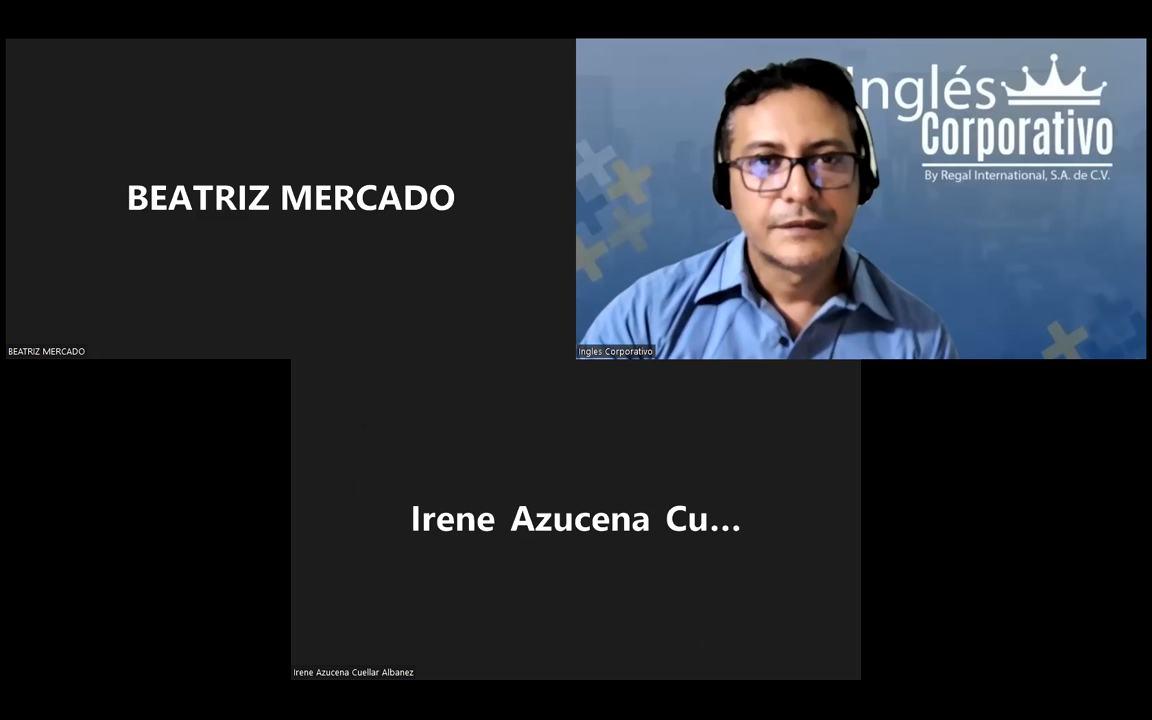 BEATRIZ MERCADO
BEATRIZ MERCADO
Inglés
Corporativo
By Regal International, S.A. de C.V.
Ingles Corporativo
Irene Azucena Cu...
Irene Azucena Cuellar Albanez